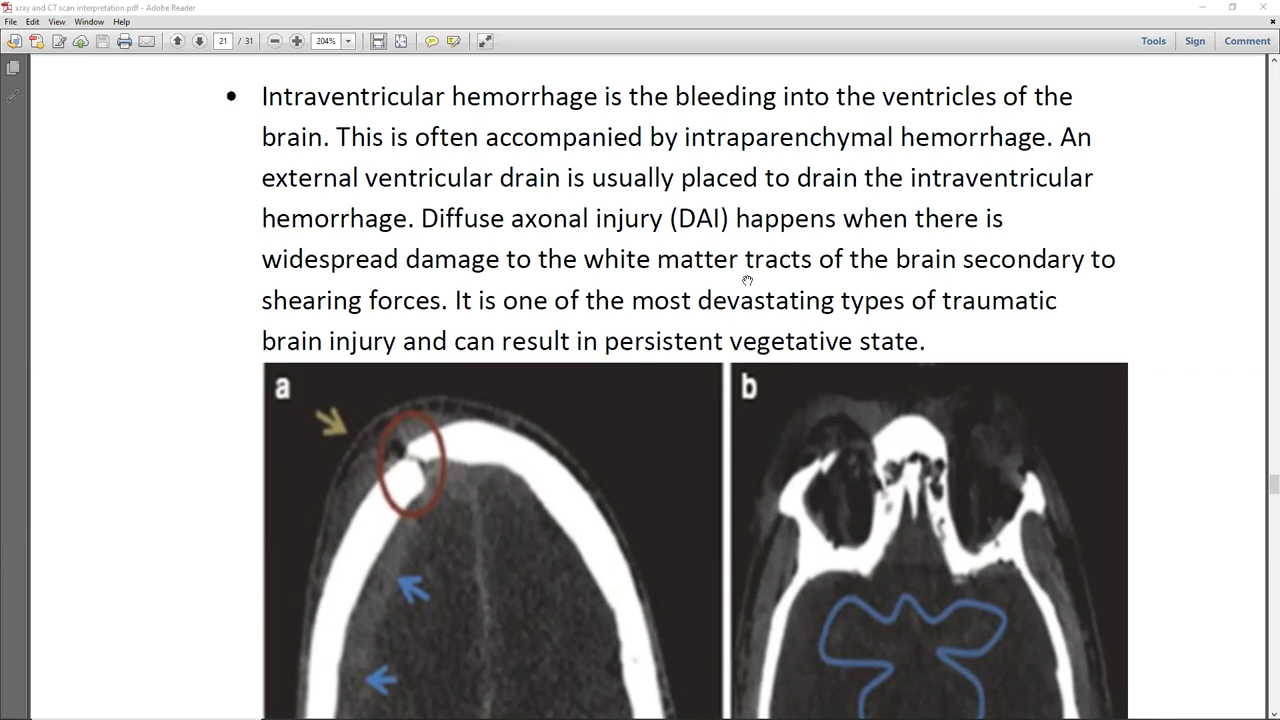 xray and CT scan interpretation.pdf - Adobe Reader
File Edit View Window Help
21 / 31 204% Tools Sign Comment
• Intraventricular hemorrhage is the bleeding into the ventricles of the
brain. This is often accompanied by intraparenchymal hemorrhage. An
external ventricular drain is usually placed to drain the intraventricular
hemorrhage. Diffuse axonal injury (DAI) happens when there is
widespread damage to the white matter tracts of the brain secondary to
shearing forces. It is one of the most devastating types of traumatic
brain injury and can result in persistent vegetative state.
a b